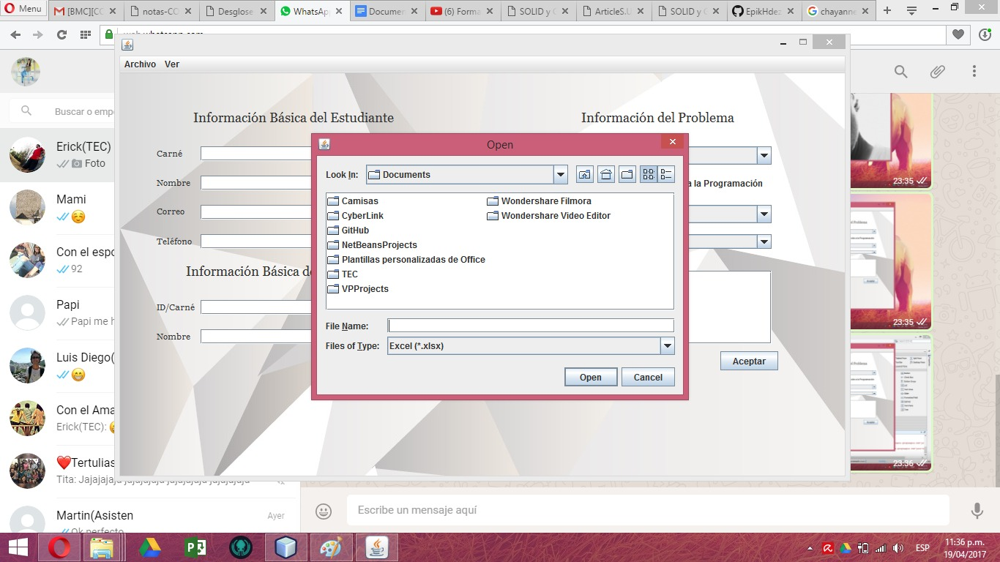 Menu
[BMC][CC
notas-CO
Desglose
WhatsApp
Documen
(6) Forma
SOLID y G
ArticleS.U
SOLID y G
EpikHdez
chayanne
Archivo Ver
Buscar o emp
Erick(TEC)
Foto
Mami
Con el espo
92
Papi
Papi me h
Luis Diego(
Con el Ama
Erick(TEC):
Tertulias
Tita: Jajajajaja jajajajaja jajajajaja jajajajaja
Martin(Asisten
Ayer
Ok perfecto
Información Básica del Estudiante
Carné
Nombre
Correo
Teléfono
Información Básica de
ID/Carné
Nombre
Información del Problema
a la Programación
Aceptar
Open
Look In:
Documents
Camisas
CyberLink
GitHub
NetBeansProjects
Plantillas personalizadas de Office
TEC
VPProjects
Wondershare Filmora
Wondershare Video Editor
File Name:
Files of Type:
Excel (*.xlsx)
Open
Cancel
23:35
23:35
23:36
Escribe un mensaje aquí
ESP
11:36 p.m.
19/04/2017